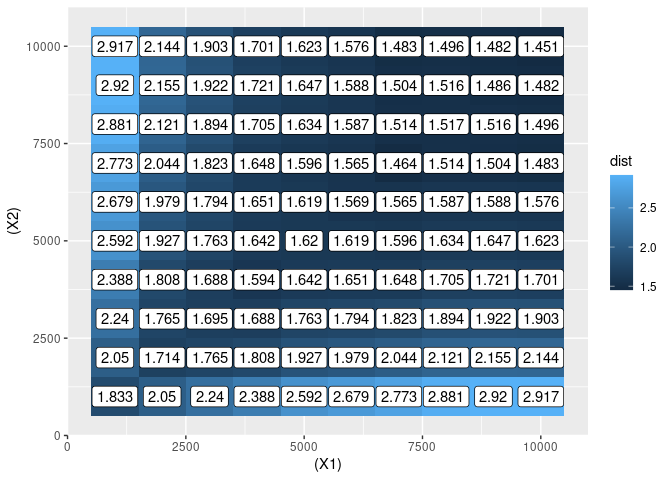 10000 2.917 2.144 1.903 1.701 1.623 1.576 1.483 1.496 1.482 1.451
2.92 2.155 1.922 1.721 1.647 1.588 1.504 1.516 1.486 1.482
2.881 2.121 1.894 1.705 1.634 1.587 1.514 1.517 1.516 1.496
7500
dist
2.773 2.044 1.823 1.648 1.596 1.565 1.464 1.514 1.504 1.483
2.679 1.979 1.794 1.651 1.619 1.569 1.565 1.587 1.588 1.576
2.5
(X2)
5000 2.592 1.927 1.763 1.642 1.62 1.619 1.596 1.634 1.647 1.623
2.0
2.388 1.808 1.688 1.594 1.642 1.651 1.648 1.705 1.721 1.701
1.5
2.24 1.765 1.695 1.688 1.763 1.794 1.823 1.894 1.922 1.903
2500
2.05 1.714 1.765 1.808 1.927 1.979 2.044 2.121 2.155 2.144
1.833 2.05 2.24 2.388 2.592 2.679 2.773 2.881 2.92 2.917
0
0 2500 5000 7500 10000
(X1)